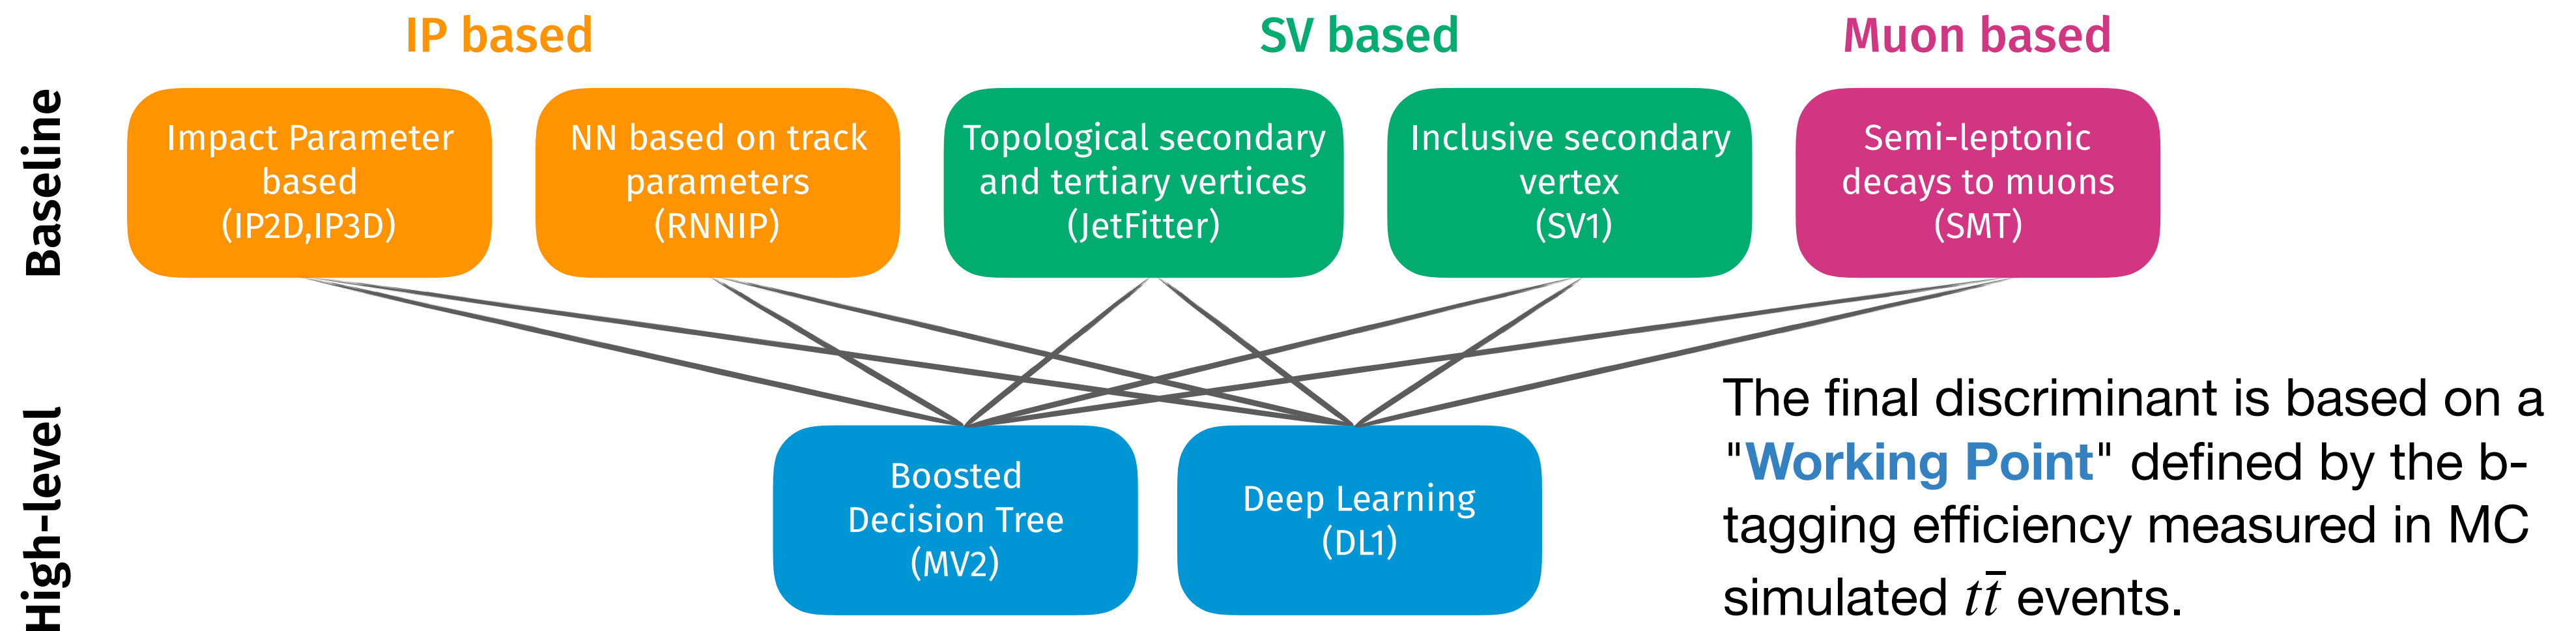 IP based
SV based
Muon based
Baseline
Impact Parameter
based
(IP2D,IP3D)
NN based on track
parameters
(RNNIP)
Topological secondary
and tertiary vertices
(JetFitter)
Inclusive secondary
vertex
(SV1)
Semi-leptonic
decays to muons
(SMT)
High-level
Boosted
Decision Tree
(MV2)
Deep Learning
(DL1)
The final discriminant is based on a
"Working Point" defined by the b-
tagging efficiency measured in MC
simulated tt̄ events.